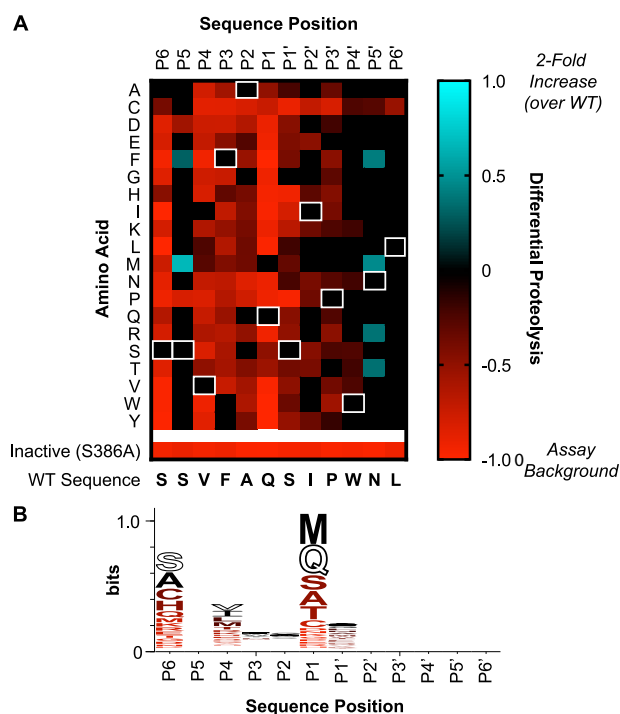 A
Sequence Position
P6 P5 P4 P3 P2 P1 P1' P2' P3' P4' P5' P6'
Amino Acid
A
C
D
E
F
G
H
I
K
L
M
N
P
Q
R
S
T
V
W
Y
Inactive (S386A)
WT Sequence S S V F A Q S I P W N L
1.0
0.5
0
-0.5
-1.0 0
Differential Proteolysis
2-Fold
Increase
(over WT)
Assay
Background
B
bits
1.0
0
S
A
C
H
Y
M
Q
S
A
T
C
P6 P5 P4 P3 P2 P1 P1' P2' P3' P4' P5' P6'
Sequence Position